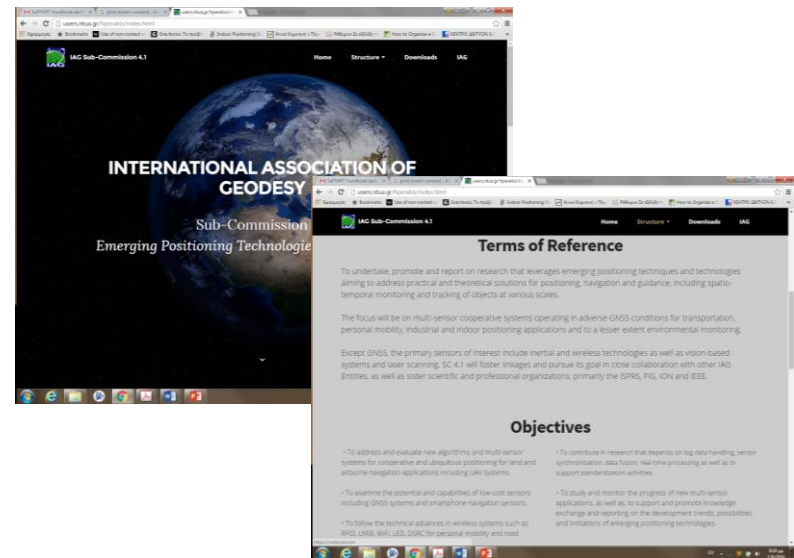 users.ntua.gr/hperakis/index.html
IAG Sub-Commission 4.1
Home Structure Downloads IAG
INTERNATIONAL ASSOCIATION OF
GEODESY
Sub-Commission
Emerging Positioning Technologie
users.ntua.gr/hperakis/index.html
IAG Sub-Commission 4.1
Home Structure Downloads IAG
Terms of Reference
To undertake, promote and report on research that leverages emerging positioning techniques and technologies
aiming to address practical and theoretical solutions for positioning, navigation and guidance, including spatio-
temporal monitoring and tracking of objects at various scales.
The focus will be on multi-sensor cooperative systems operating in adverse GNSS conditions for transportation,
personal mobility, industrial and indoor positioning applications and to a lesser extent environmental monitoring.
Except GNSS, the primary sensors of interest include inertial and wireless technologies as well as vision-based
systems and laser scanning. SC 4.1 will foster linkages and pursue its goal in close collaboration with other IAG
Entities, as well as sister scientific and professional organizations, primarily the ISPRS, FIG, ION and IEEE.
Objectives
- To address and evaluate new algorithms and multi-sensor
systems for cooperative and ubiquitous positioning for land and
airborne navigation applications including UAV systems.
- To examine the potential and capabilities of low-cost sensors
including GNSS systems and smartphone navigation sensors.
- To follow the technical advances in wireless systems such as
RFID, UWB, WiFi, LED, DSRC for personal mobility and road
- To contribute in research that depends on big data handling, sensor
synchronization, data fusion, real-time processing as well as to
support standardization activities.
- To study and monitor the progress of new multi-sensor
applications, as well as, to support and promote knowledge
exchange and reporting on the development trends, possibilities
and limitations of emerging positioning technologies.